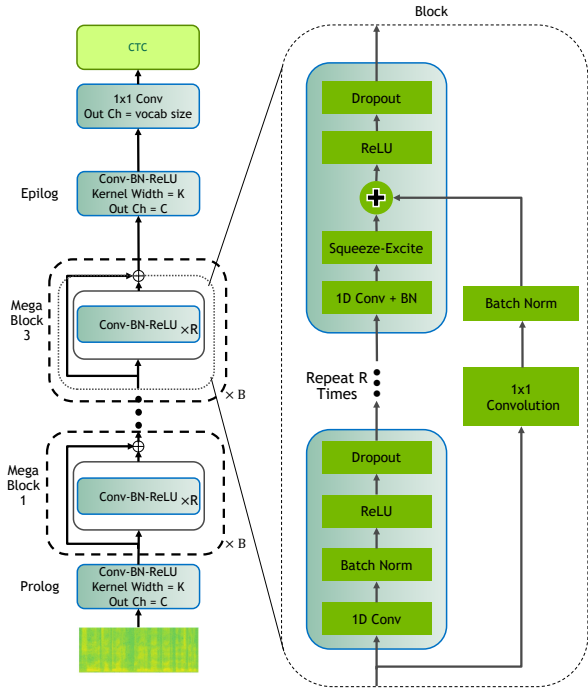 CTC
1x1 Conv
Out Ch = vocab size
Epilog
Conv-BN-ReLU
Kernel Width = K
Out Ch = C
Mega
Block
3
Conv-BN-ReLU
×R
× B
Mega
Block
1
Conv-BN-ReLU
×R
× B
Prolog
Conv-BN-ReLU
Kernel Width = K
Out Ch = C
Block
Dropout
ReLU
+
Squeeze-Excite
1D Conv + BN
Repeat R
Times
Batch Norm
1x1
Convolution
Dropout
ReLU
Batch Norm
1D Conv